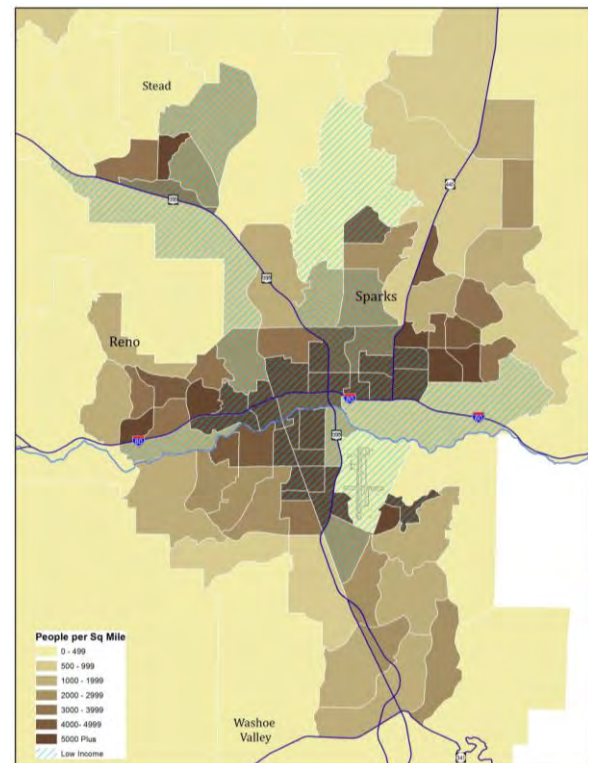 Stead
Sparks
Reno
People per Sq Mile
0 - 499
500 - 999
1000 - 1999
2000 - 2999
3000 - 3999
4000- 4999
5000 Plus
Low Income
Washoe
Valley